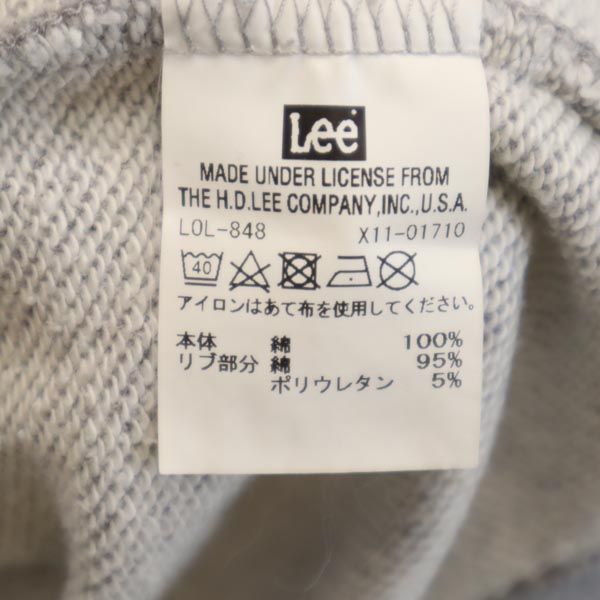 Lee
MADE UNDER LICENSE FROM
THE H.D.LEE COMPANY,INC.,U.S.A.
LOL-848 X11-01710
40
アイロンはあて布を使用してください。
本体 綿 100%
リブ部分 綿 95%
ポリウレタン 5%